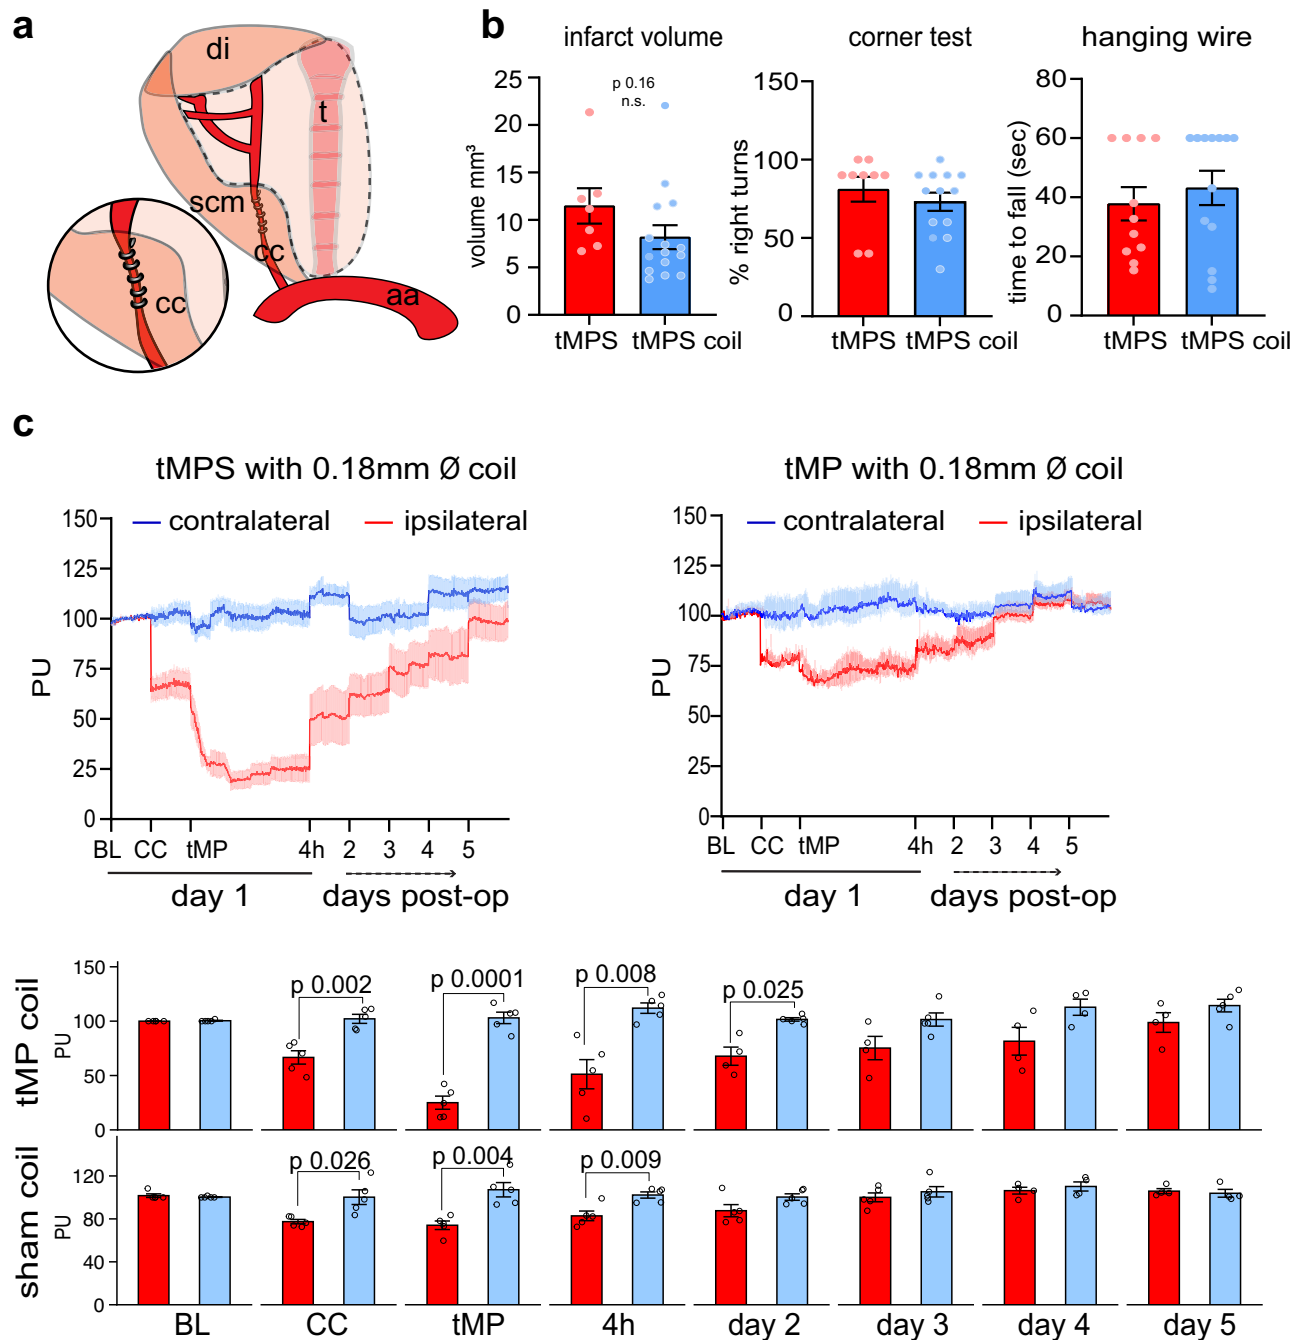 a
di
t
scm
cc
cc
aa
b
infarct volume
corner test
hanging wire
p 0.16
n.s.
volume mm³
25
20
15
10
5
0
tMPS
tMPS coil
% right turns
150
100
50
0
tMPS
tMPS coil
time to fall (sec)
80
60
40
20
0
tMPS
tMPS coil
c
tMPS with 0.18mm Ø coil
contralateral
ipsilateral
PU
150
125
100
75
50
25
0
BL CC tMP 4h 2 3 4 5
day 1
days post-op
tMP with 0.18mm Ø coil
contralateral
ipsilateral
PU
150
125
100
75
50
25
0
BL CC tMP 4h 2 3 4 5
day 1
days post-op
tMP coil
PU
150
100
50
0
p 0.002
p 0.0001
p 0.008
p 0.025
sham coil
PU
120
80
40
0
p 0.026
p 0.004
p 0.009
BL CC tMP 4h day 2 day 3 day 4 day 5